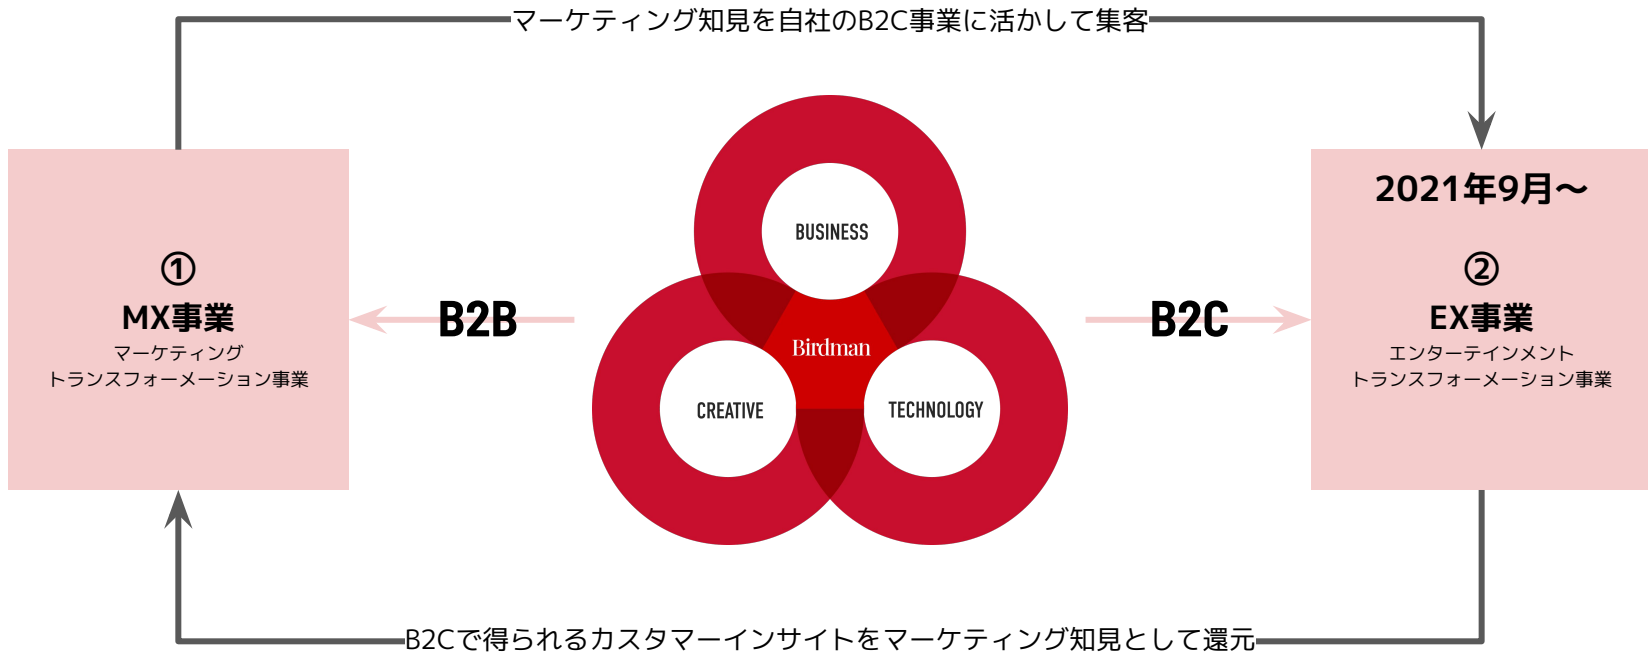 マーケティング知見を自社のB2C事業に活かして集客
2021年9月〜
BUSINESS
①
MX事業
マーケティング
トランスフォーメーション事業
B2B
Birdman
CREATIVE
TECHNOLOGY
B2C
②
EX事業
エンターテインメント
トランスフォーメーション事業
B2Cで得られるカスタマーインサイトをマーケティング知見として還元